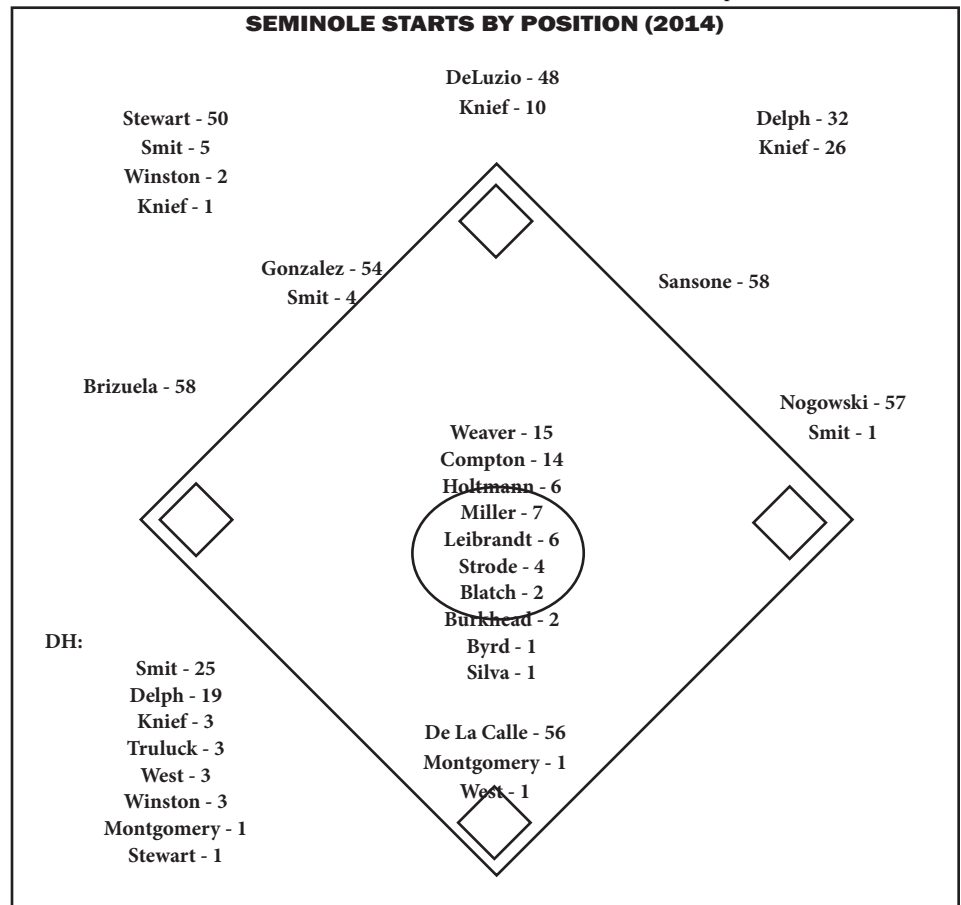 SEMINOLE STARTS BY POSITION (2014)
DeLuzio - 48
Knief - 10
Stewart - 50
Smit - 5
Winston - 2
Knief - 1
Delph - 32
Knief - 26
Gonzalez - 54
Smit - 4
Sansone - 58
Brizuela - 58
Nogowski - 57
Smit - 1
Weaver - 15
Compton - 14
Holtmann - 6
Miller - 7
Leibrandt - 6
Strode - 4
Blatch - 2
Burkhead - 2
Byrd - 1
Silva - 1
DH:
Smit - 25
Delph - 19
Knief - 3
Truluck - 3
West - 3
Winston - 3
Montgomery - 1
Stewart - 1
De La Calle - 56
Montgomery - 1
West - 1